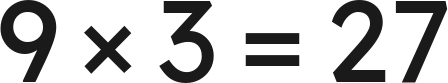 9 × 3 = 27